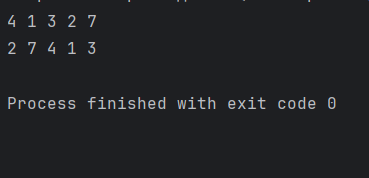 4 1 3 2 7
2 7 4 1 3
Process finished with exit code 0